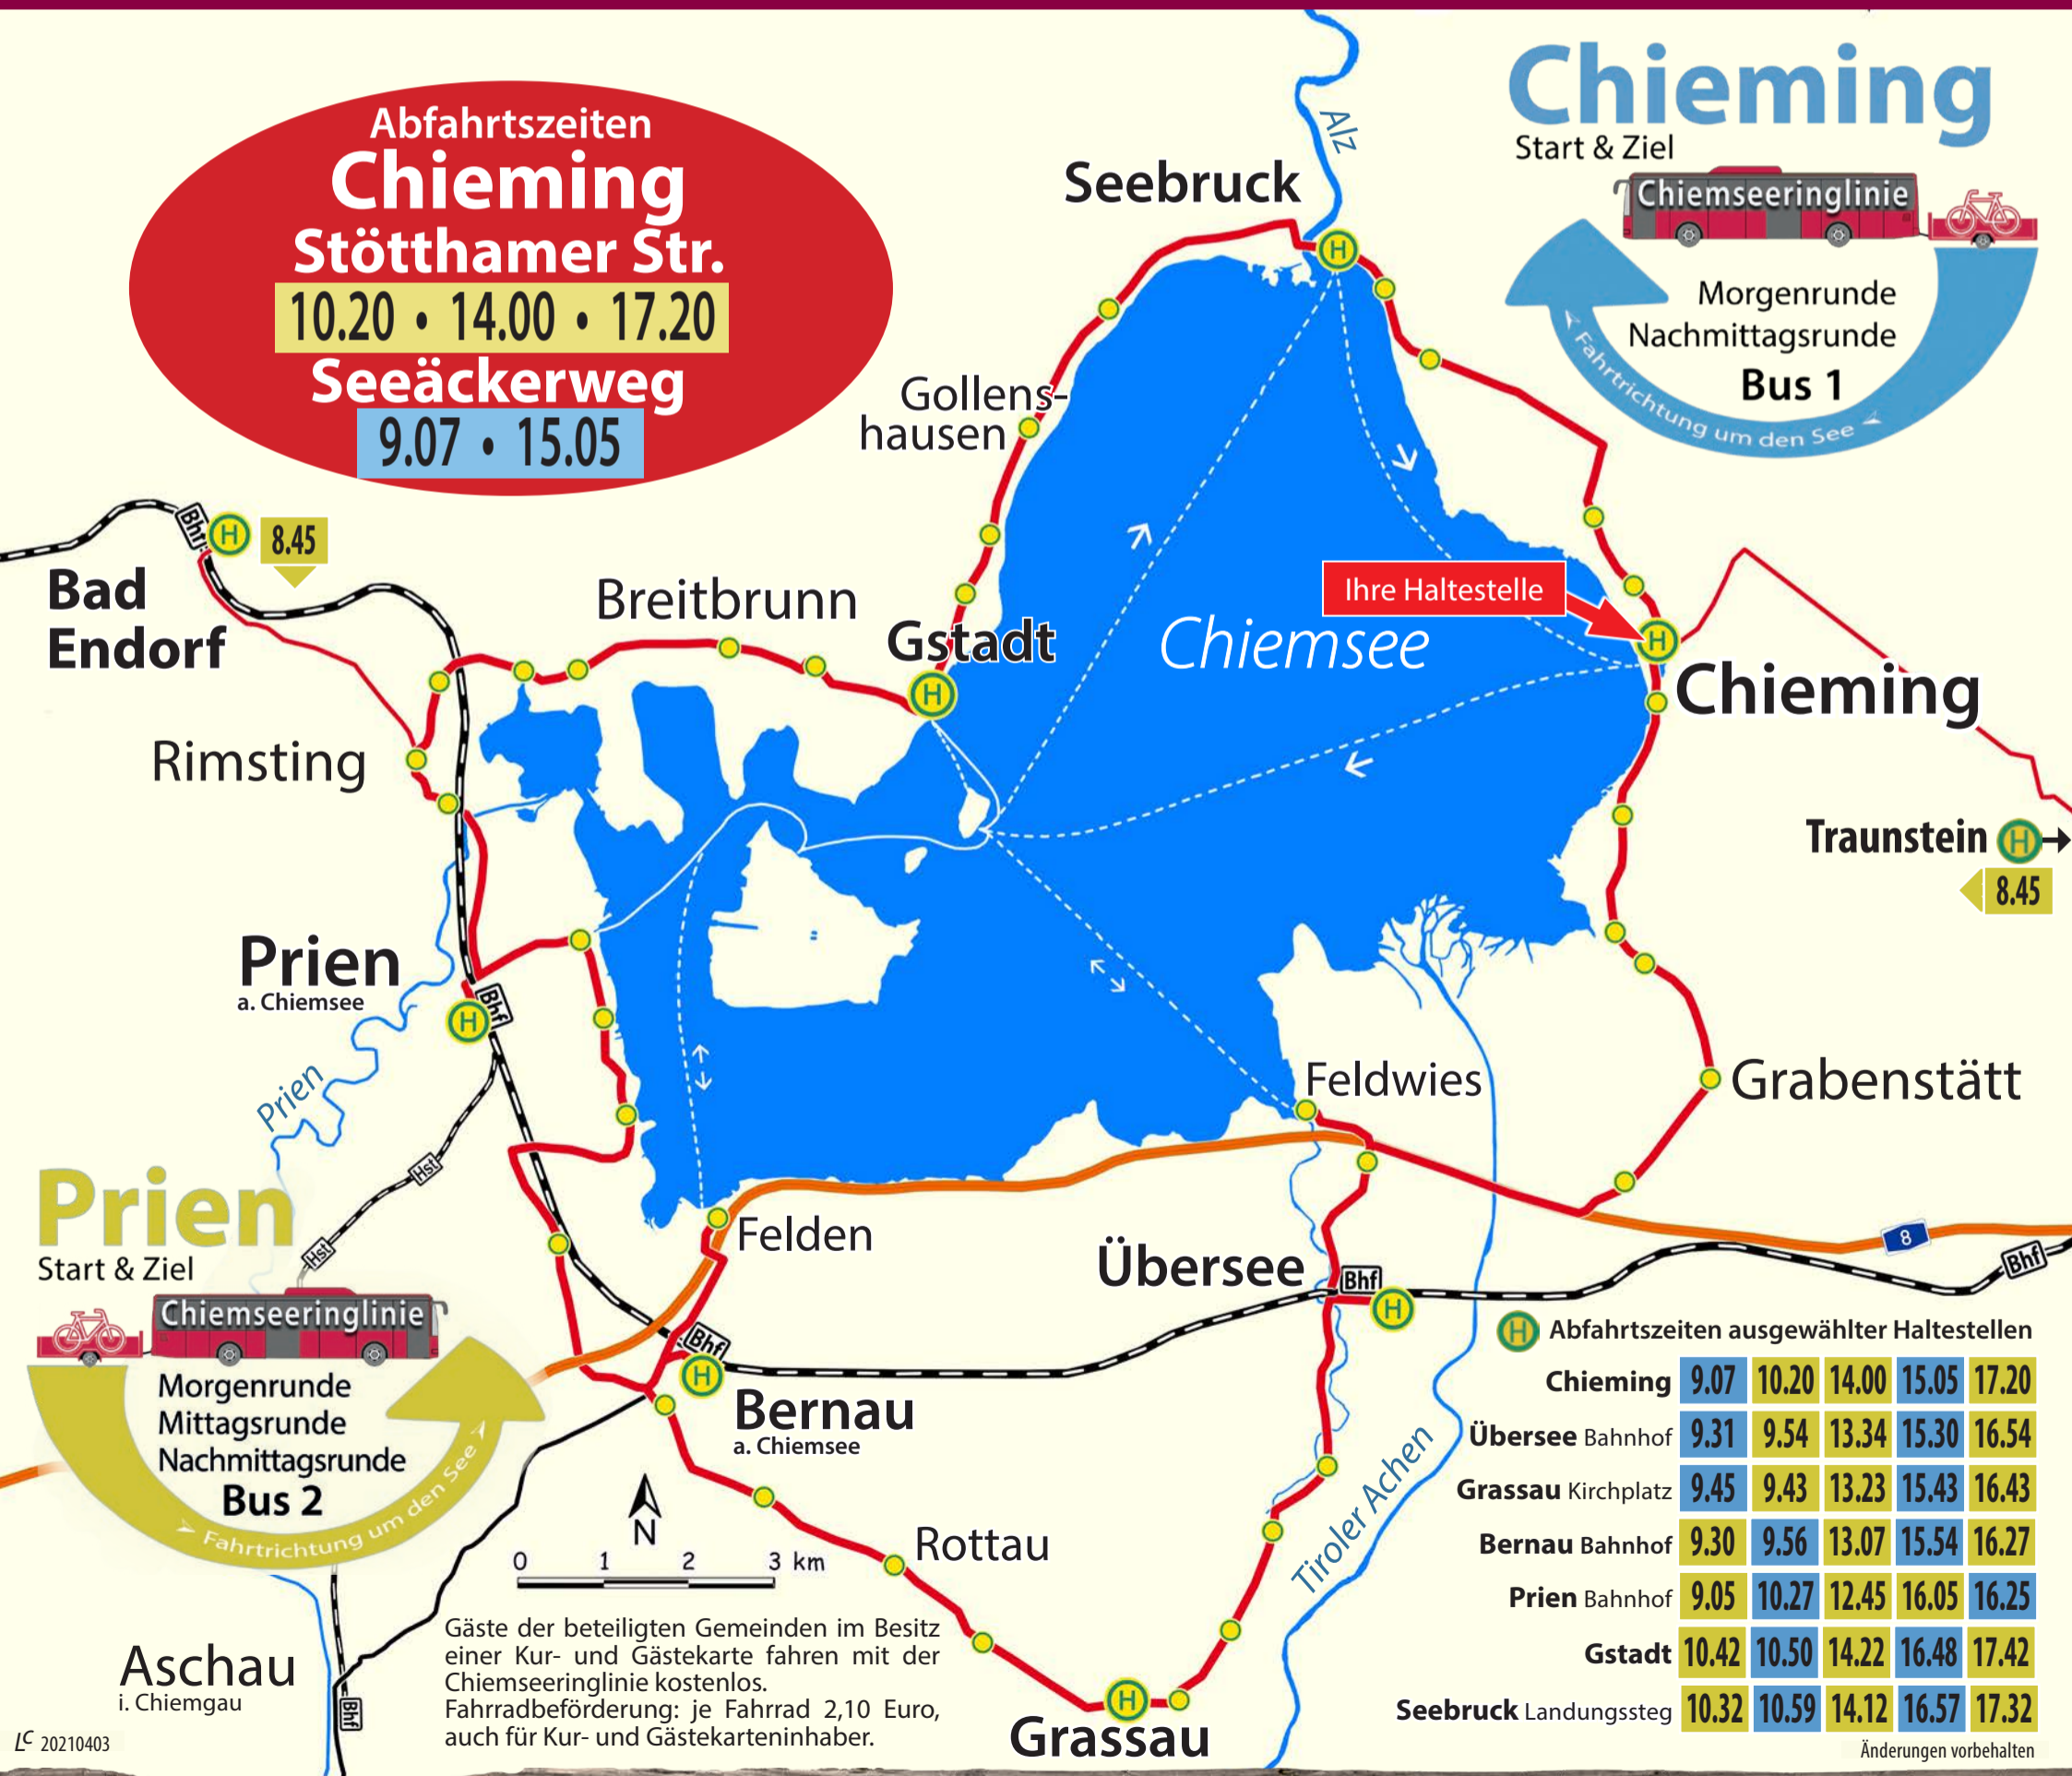 Abfahrtszeiten
Chieming
Stötthamer Str.
10.20 • 14.00 • 17.20
Seeäckerweg
9.07 • 15.05
Chieming
Start & Ziel
Chiemseeringlinie
Morgenrunde
Nachmittagsrunde
Bus 1
Fahrtrichtung um den See
Alz
Seebruck
Gollens-
hausen
Bhf
H
8.45
Bad
Endorf
Breitbrunn
Gstadt
H
H
Ihre Haltestelle
Chiemsee
H
Chieming
Rimsting
Traunstein H
8.45
Prien
a. Chiemsee
Bhf
H
Prien
Feldwies
Grabenstätt
Hst
Hst
Felden
Übersee
Bhf
H
8
Bhf
Prien
Start & Ziel
Chiemseeringlinie
Morgenrunde
Mittagsrunde
Nachmittagsrunde
Bus 2
Fahrtrichtung um den See
Bhf
H
Bernau
a. Chiemsee
N
0 1 2 3 km
Rottau
Tiroler Achen
H
Grassau
Aschau
i. Chiemgau
Bhf
Gäste der beteiligten Gemeinden im Besitz
einer Kur- und Gästekarte fahren mit der
Chiemseeringlinie kostenlos.
Fahrradbeförderung: je Fahrrad 2,10 Euro,
auch für Kur- und Gästekarteninhaber.
H Abfahrtszeiten ausgewählter Haltestellen
Chieming 9.07 10.20 14.00 15.05 17.20
Übersee Bahnhof 9.31 9.54 13.34 15.30 16.54
Grassau Kirchplatz 9.45 9.43 13.23 15.43 16.43
Bernau Bahnhof 9.30 9.56 13.07 15.54 16.27
Prien Bahnhof 9.05 10.27 12.45 16.05 16.25
Gstadt 10.42 10.50 14.22 16.48 17.42
Seebruck Landungssteg 10.32 10.59 14.12 16.57 17.32
Änderungen vorbehalten
LC 20210403